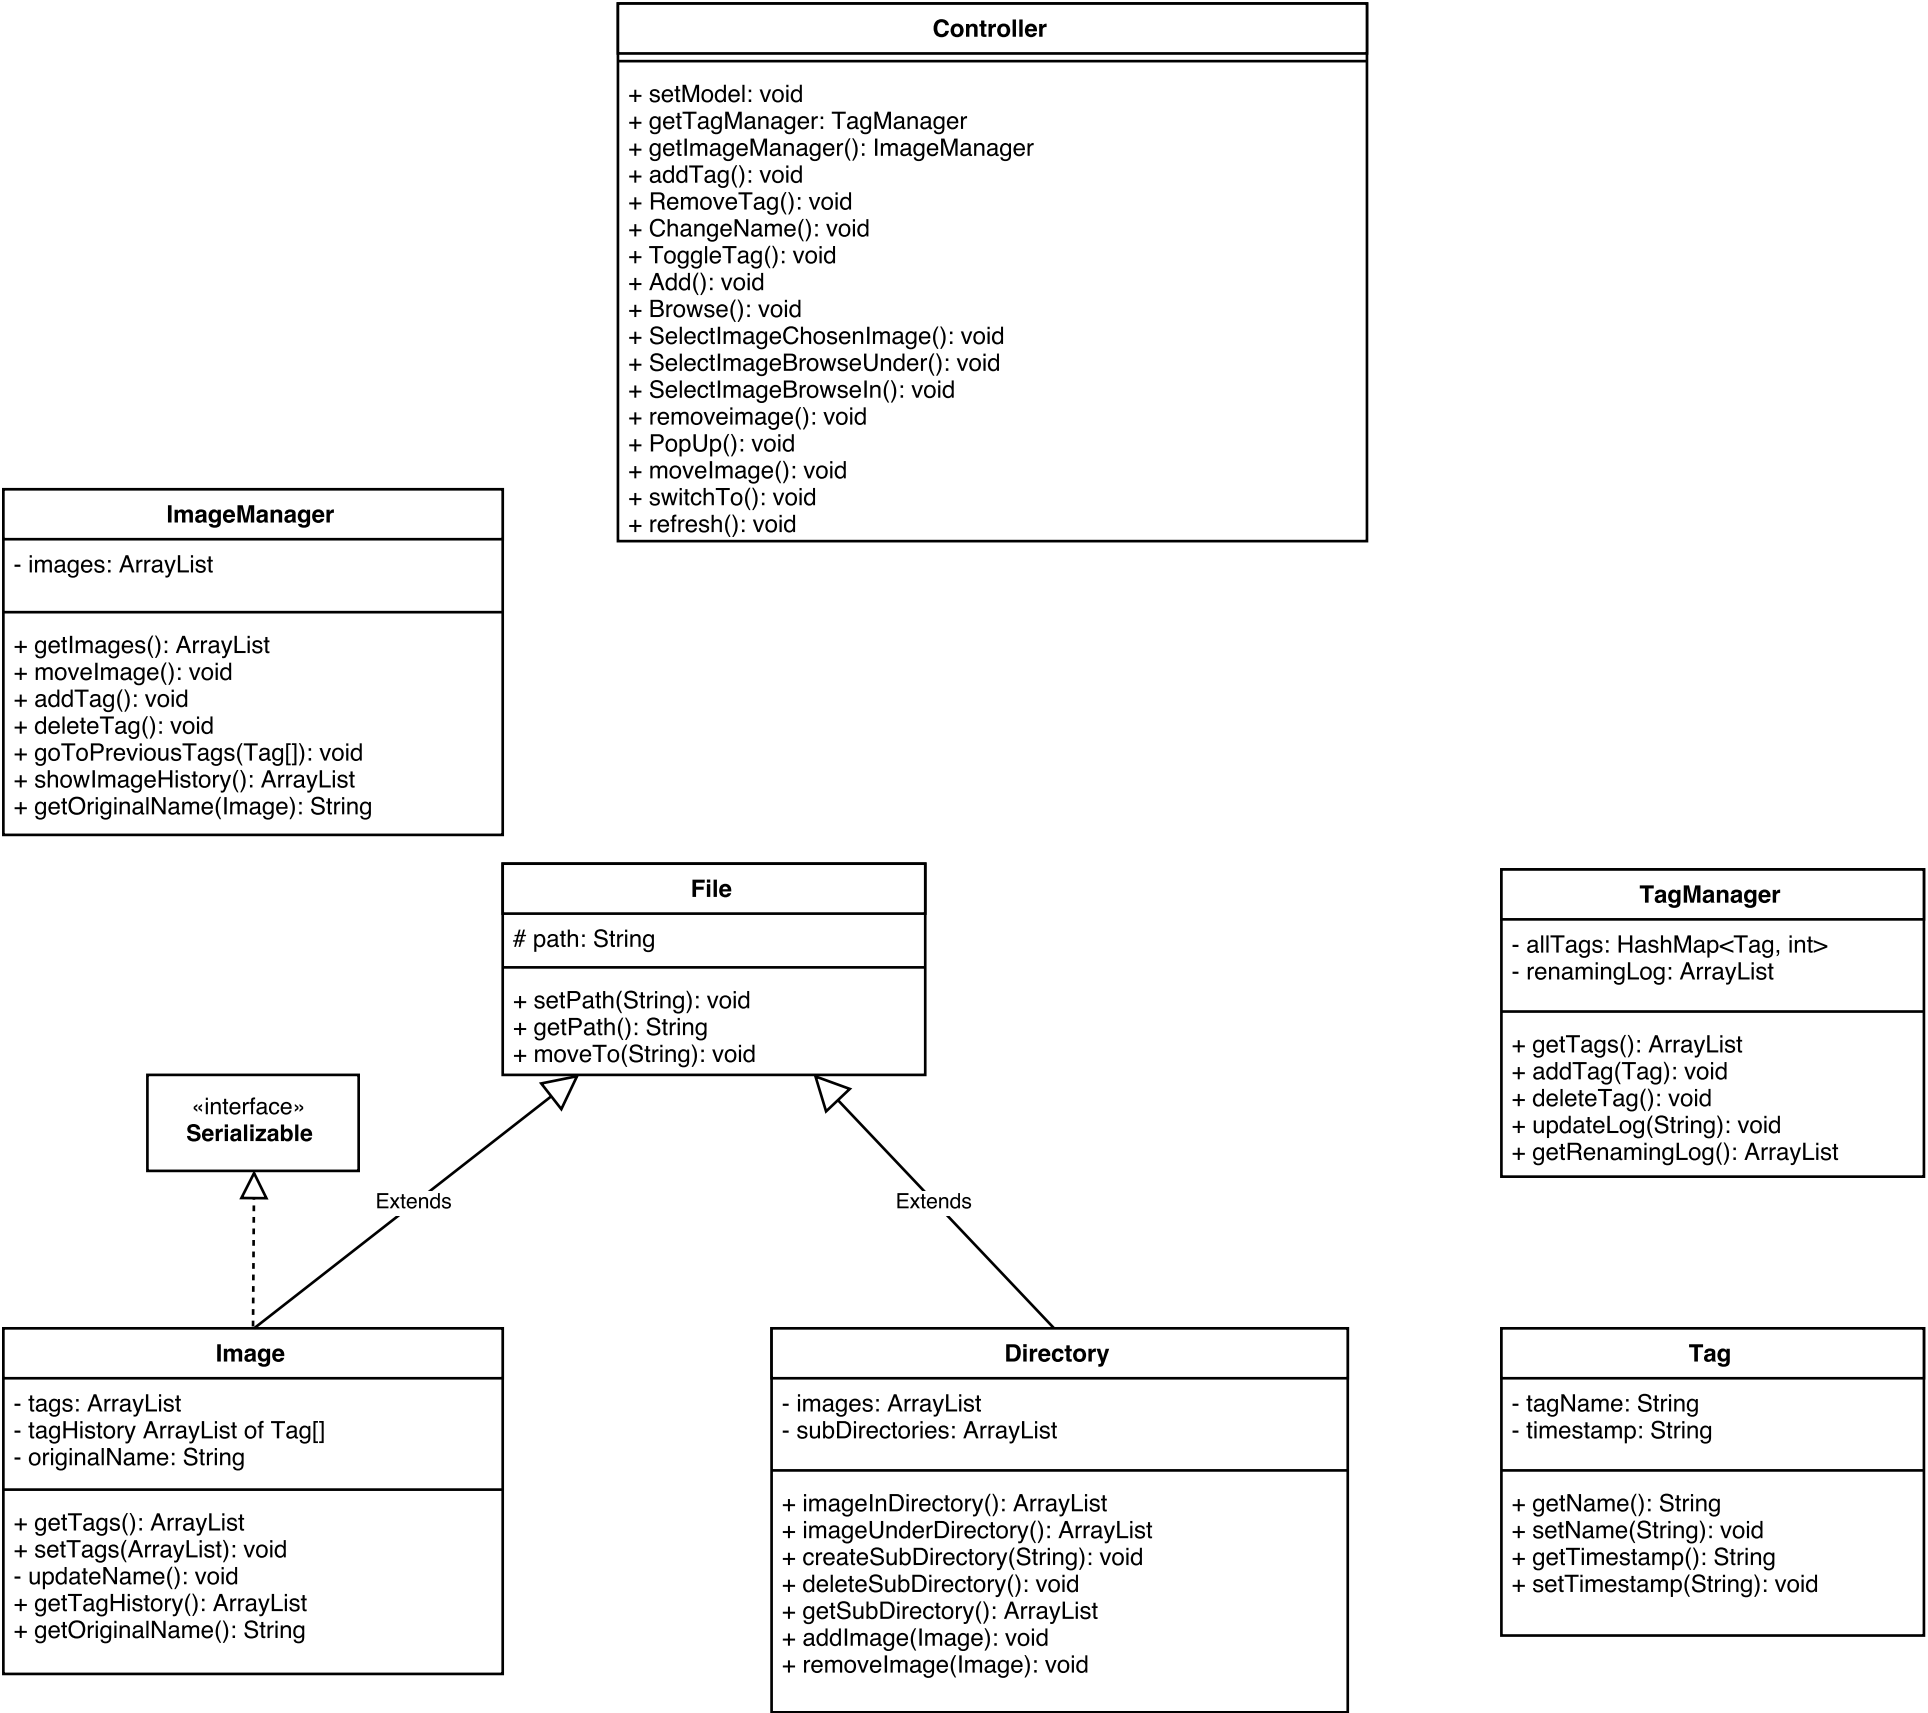 Controller
+ setModel: void
+ getTagManager: TagManager
+ getImageManager(): ImageManager
+ addTag(): void
+ RemoveTag(): void
+ ChangeName(): void
+ ToggleTag(): void
+ Add(): void
+ Browse(): void
+ SelectImageChosenImage(): void
+ SelectImageBrowseUnder(): void
+ SelectImageBrowseIn(): void
+ removeimage(): void
+ PopUp(): void
+ moveImage(): void
+ switchTo(): void
+ refresh(): void
ImageManager
- images: ArrayList
+ getImages(): ArrayList
+ moveImage(): void
+ addTag(): void
+ deleteTag(): void
+ goToPreviousTags(Tag[]): void
+ showImageHistory(): ArrayList
+ getOriginalName(Image): String
File
# path: String
+ setPath(String): void
+ getPath(): String
+ moveTo(String): void
TagManager
- allTags: HashMap<Tag, int>
- renamingLog: ArrayList
+ getTags(): ArrayList
+ addTag(Tag): void
+ deleteTag(): void
+ updateLog(String): void
+ getRenamingLog(): ArrayList
«interface»
Serializable
Extends
Extends
Image
- tags: ArrayList
- tagHistory ArrayList of Tag[]
- originalName: String
+ getTags(): ArrayList
+ setTags(ArrayList): void
- updateName(): void
+ getTagHistory(): ArrayList
+ getOriginalName(): String
Directory
- images: ArrayList
- subDirectories: ArrayList
+ imageInDirectory(): ArrayList
+ imageUnderDirectory(): ArrayList
+ createSubDirectory(String): void
+ deleteSubDirectory(): void
+ getSubDirectory(): ArrayList
+ addImage(Image): void
+ removeImage(Image): void
Tag
- tagName: String
- timestamp: String
+ getName(): String
+ setName(String): void
+ getTimestamp(): String
+ setTimestamp(String): void